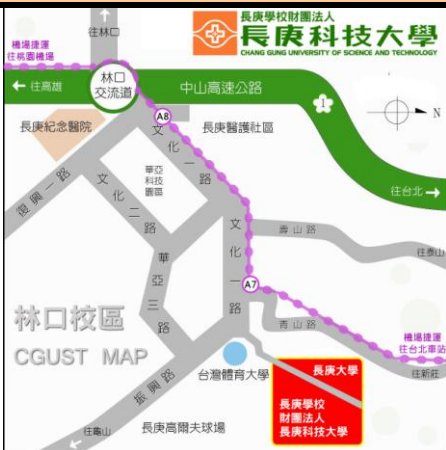 長庚學校財團法人
長庚科技大學
CHANG GUNG UNIVERSITY OF SCIENCE AND TECHNOLOGY
往林口
機場捷運
往桃園機場
林口
交流道
往高雄
中山高速公路
1
N
A8
長庚紀念醫院
長庚醫護社區
文化一路
華亞
科技
園區
復興一路
文化二路
往台北
文化一路
壽山路
往泰山
華亞三路
A7
林口校區
CGUST MAP
青山路
機場捷運
往台北車站
往新莊
振興路
台灣體育大學
長庚大學
長庚學校
財團法人
長庚科技大學
往龜山
長庚高爾夫球場